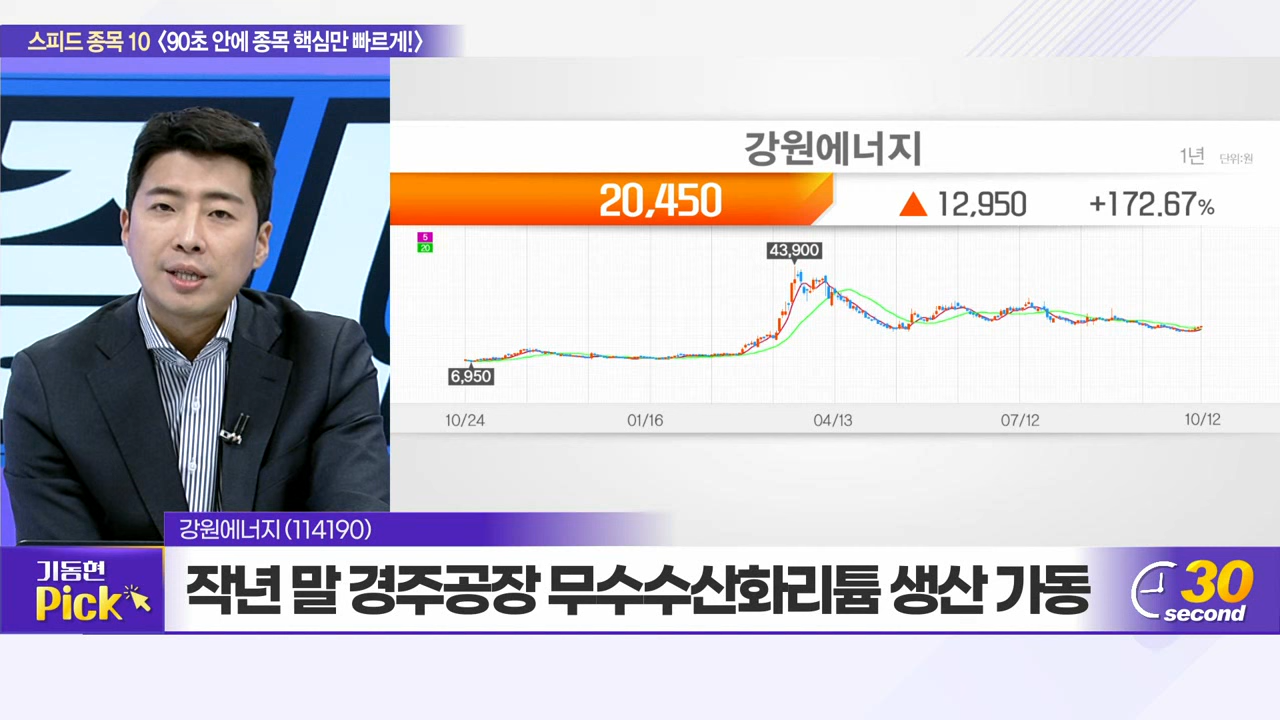 스피드 종목 10 〈90초 안에 종목 핵심만 빠르게!〉
강원에너지
1년 단위:원
20,450 ▲ 12,950 +172.67%
5
20
43,900
6,950
10/24 01/16 04/13 07/12 10/12
강원에너지(114190)
기동현
Pick
작년 말 경주공장 무수수산화리튬 생산 가동
30
second